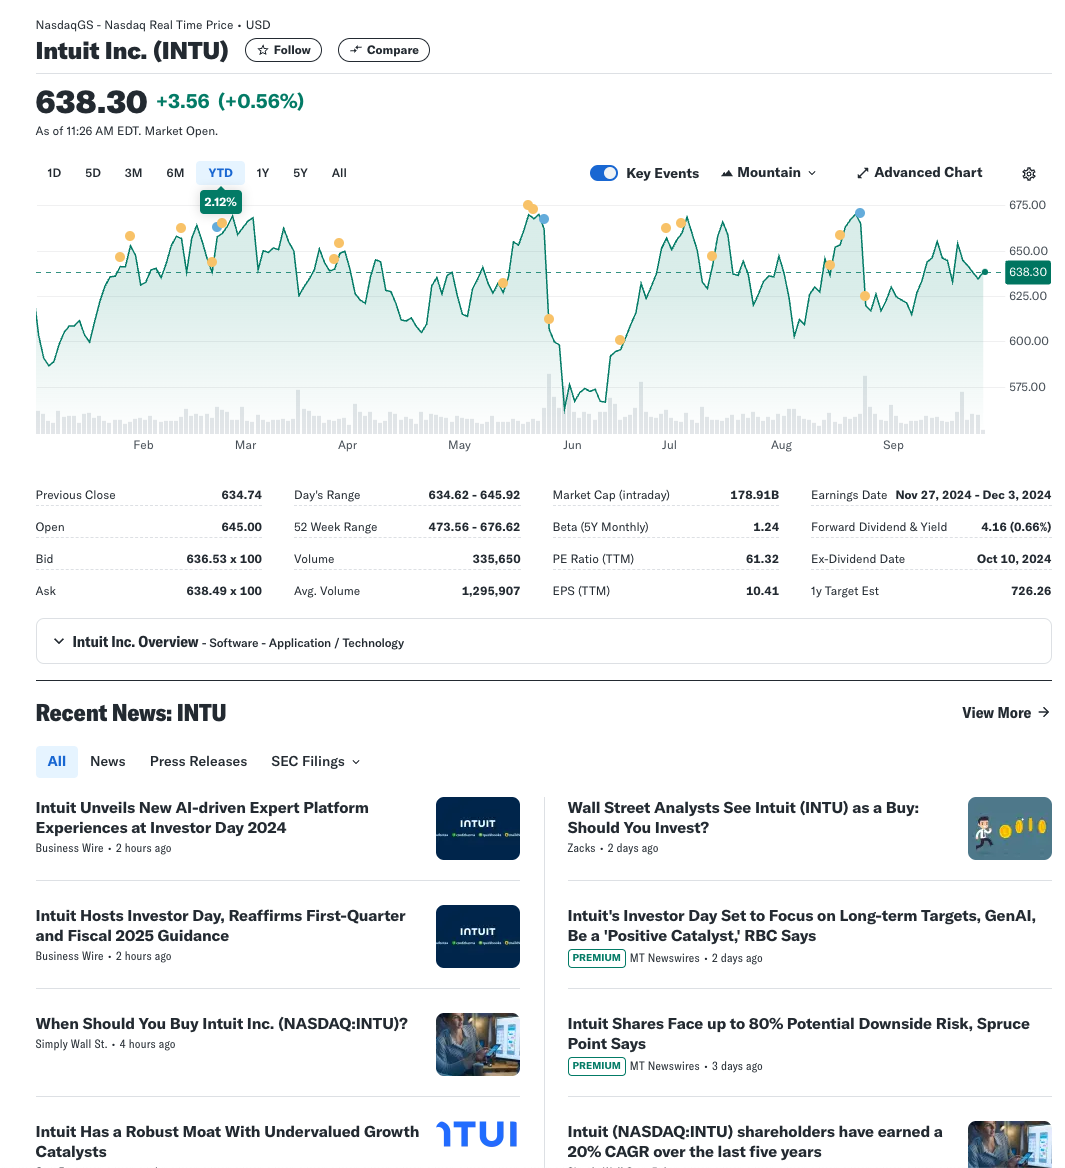 NasdaqGS - Nasdaq Real Time Price • USD
Intuit Inc. (INTU)
Follow
Compare
638.30 +3.56 (+0.56%)
As of 11:26 AM EDT. Market Open.
1D 5D 3M 6M YTD 1Y 5Y All
Key Events
Mountain
Advanced Chart
2.12%
675.00
650.00
638.30
625.00
600.00
575.00
Feb Mar Apr May Jun Jul Aug Sep
Previous Close 634.74
Open 645.00
Bid 636.53 x 100
Ask 638.49 x 100
Day's Range 634.62 - 645.92
52 Week Range 473.56 - 676.62
Volume 335,650
Avg. Volume 1,295,907
Market Cap (intraday) 178.91B
Beta (5Y Monthly) 1.24
PE Ratio (TTM) 61.32
EPS (TTM) 10.41
Earnings Date Nov 27, 2024 - Dec 3, 2024
Forward Dividend & Yield 4.16 (0.66%)
Ex-Dividend Date Oct 10, 2024
1y Target Est 726.26
Intuit Inc. Overview - Software - Application / Technology
Recent News: INTU
View More
All News Press Releases SEC Filings
Intuit Unveils New AI-driven Expert Platform
Experiences at Investor Day 2024
Business Wire • 2 hours ago
INTUIT
Intuit Hosts Investor Day, Reaffirms First-Quarter
and Fiscal 2025 Guidance
Business Wire • 2 hours ago
INTUIT
When Should You Buy Intuit Inc. (NASDAQ:INTU)?
Simply Wall St. • 4 hours ago
Intuit Has a Robust Moat With Undervalued Growth
Catalysts
Wall Street Analysts See Intuit (INTU) as a Buy:
Should You Invest?
Zacks • 2 days ago
Intuit's Investor Day Set to Focus on Long-term Targets, GenAI,
Be a 'Positive Catalyst,' RBC Says
PREMIUM MT Newswires • 2 days ago
Intuit Shares Face up to 80% Potential Downside Risk, Spruce
Point Says
PREMIUM MT Newswires • 3 days ago
Intuit (NASDAQ:INTU) shareholders have earned a
20% CAGR over the last five years